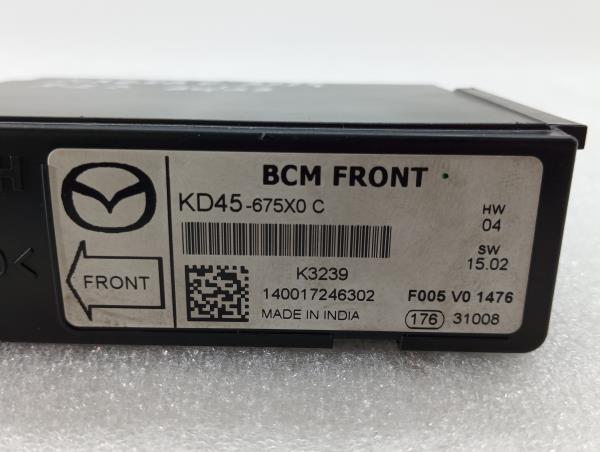 BCM FRONT
KD45-675X0 C
HW
04
SW
15.02
FRONT
K3239
140017246302
F005 V0 1476
MADE IN INDIA
176 31008